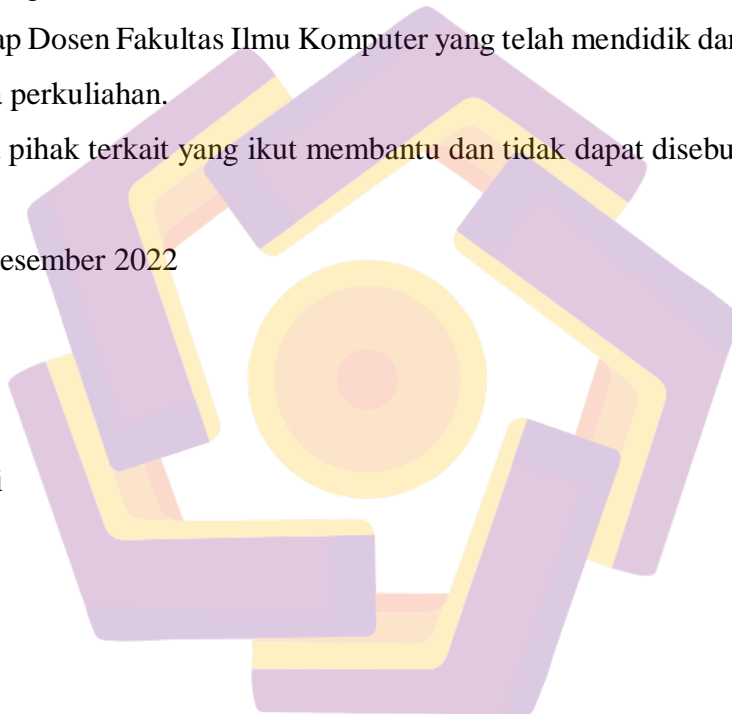 ap Dosen Fakultas Ilmu Komputer yang telah mendidik dan
perkuliahan.
pihak terkait yang ikut membantu dan tidak dapat disebu
esember 2022
i